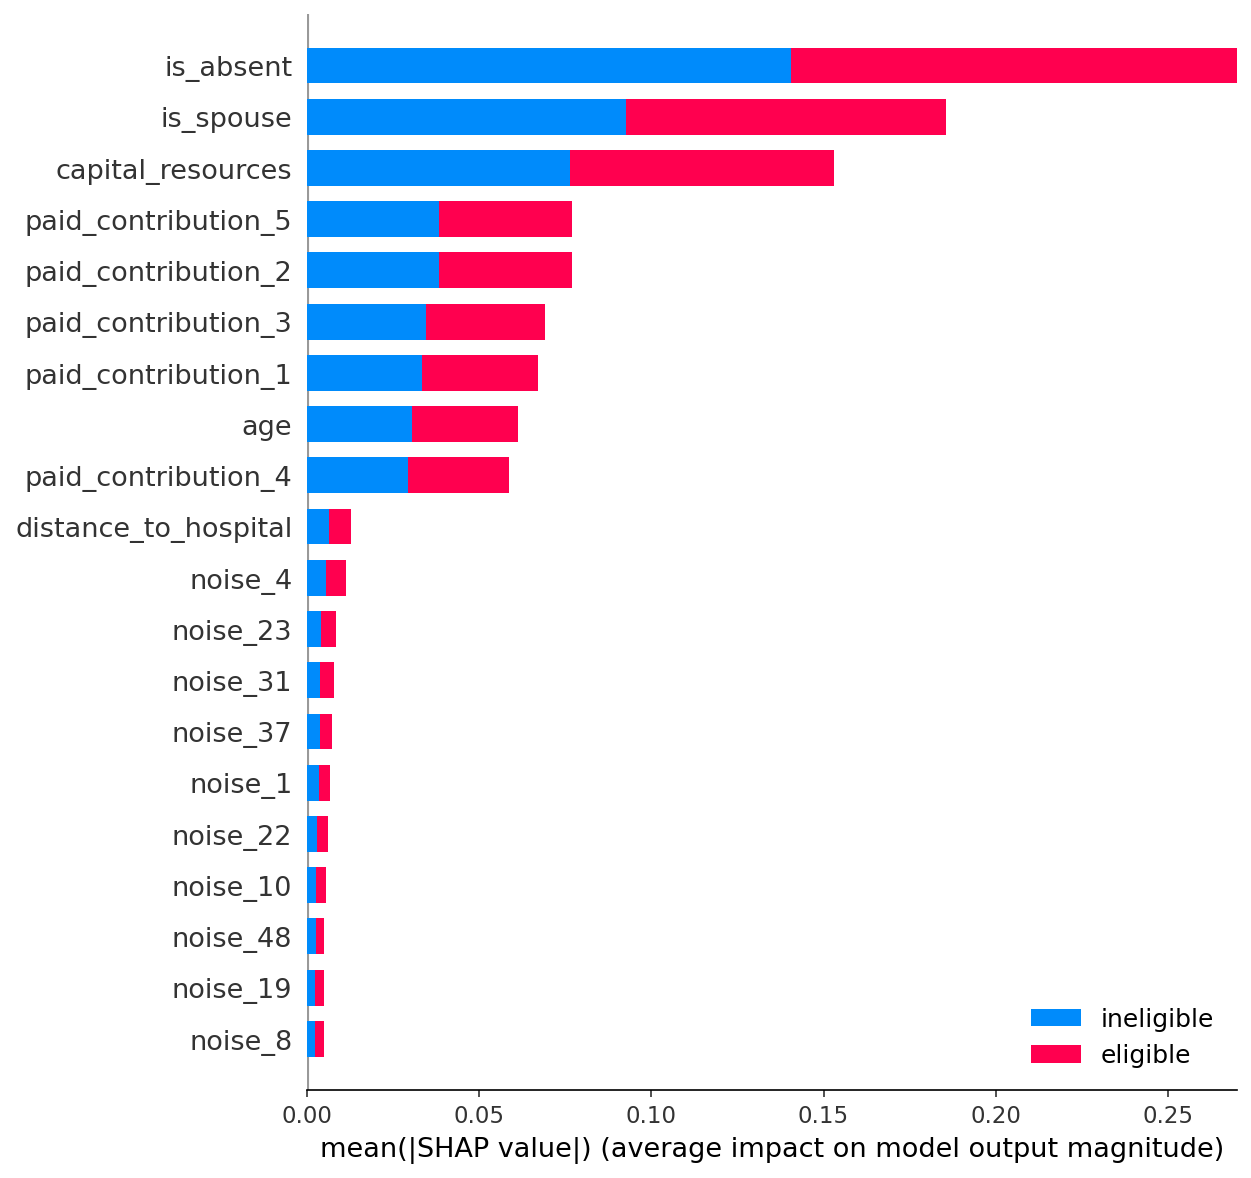 is_absent
is_spouse
capital_resources
paid_contribution_5
paid_contribution_2
paid_contribution_3
paid_contribution_1
age
paid_contribution_4
distance_to_hospital
noise_4
noise_23
noise_31
noise_37
noise_1
noise_22
noise_10
noise_48
noise_19
noise_8
ineligible
eligible
0.00 0.05 0.10 0.15 0.20 0.25
mean(|SHAP value|) (average impact on model output magnitude)